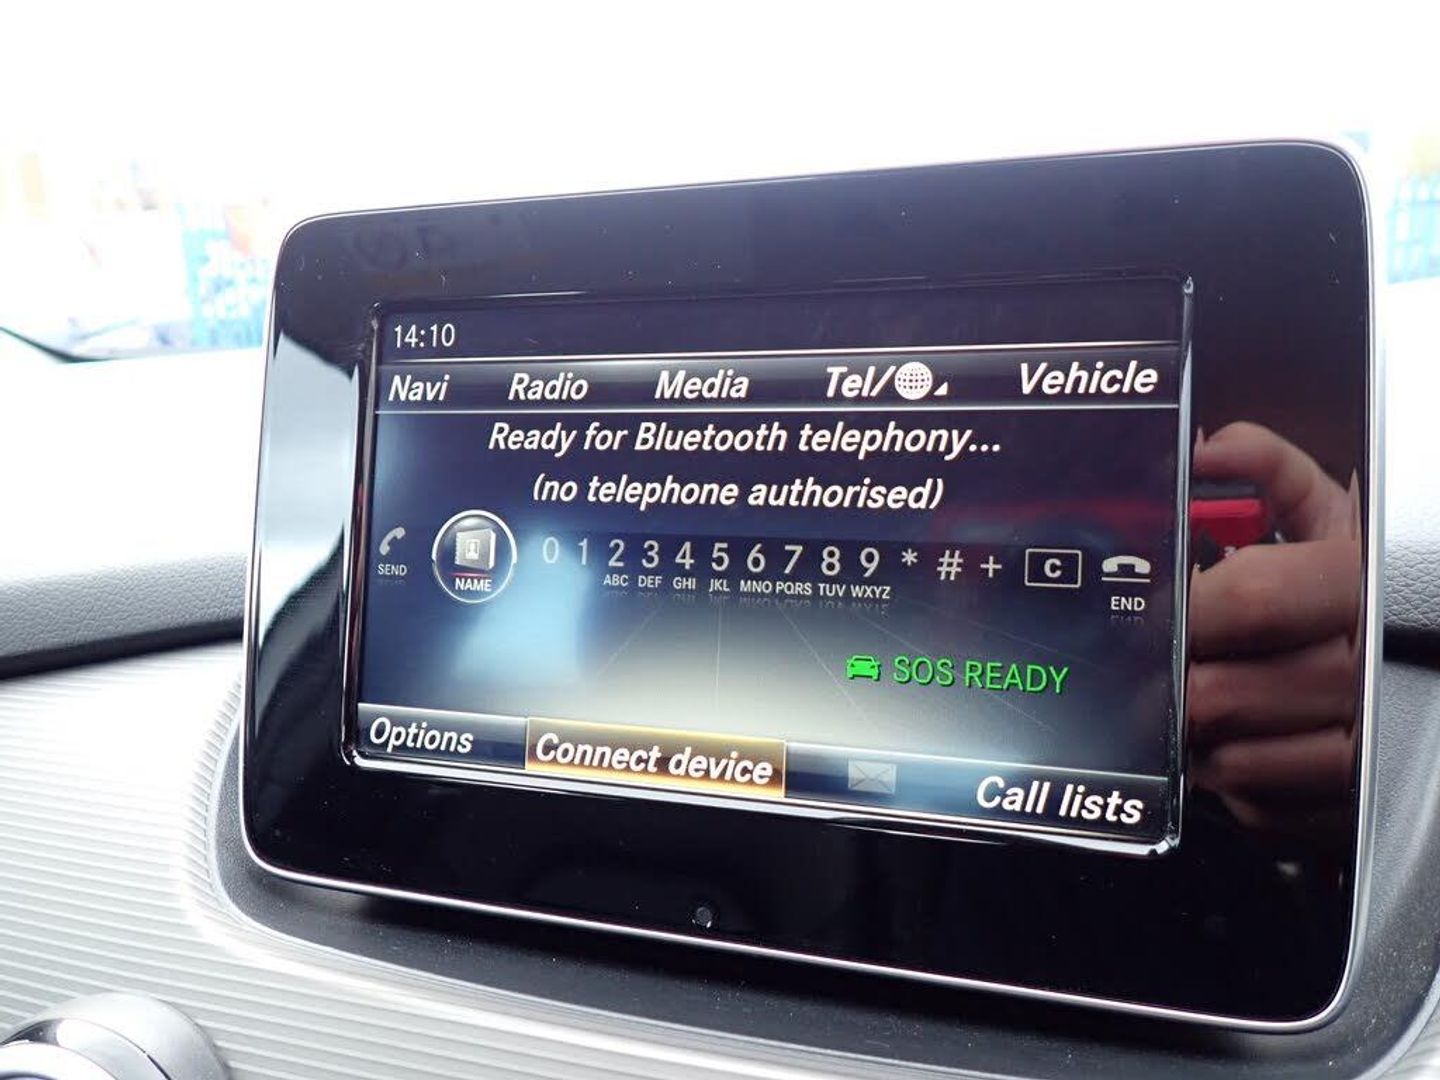 14:10
Navi Radio Media Tel/ Vehicle
Ready for Bluetooth telephony...
(no telephone authorised)
SEND NAME 0 1 2 ABC 3 DEF 4 GHI 5 JKL 6 MNO 7 PQRS 8 TUV 9 WXYZ * # + C END
SOS READY
Options Connect device Call lists